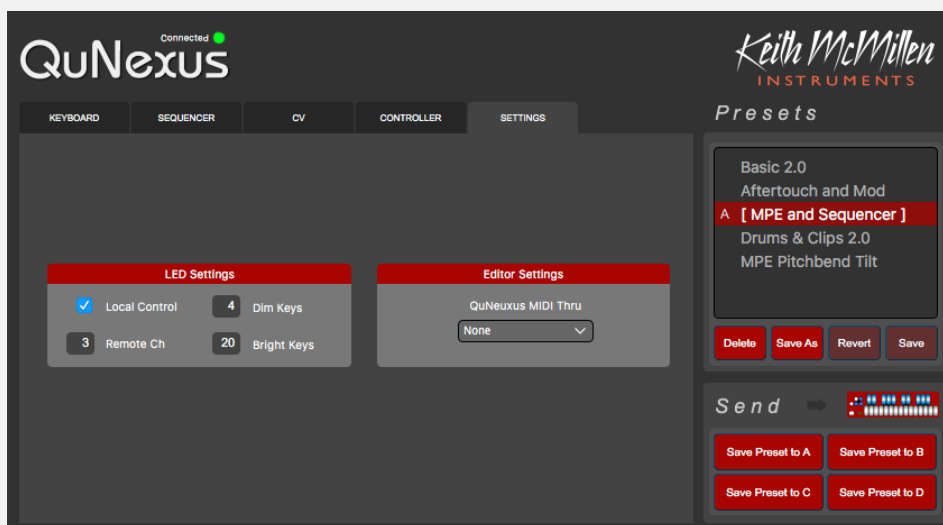 Connected
QuNexus
Keith McMillen
INSTRUMENTS
KEYBOARD SEQUENCER CV CONTROLLER SETTINGS
Presets
Basic 2.0
Aftertouch and Mod
A [ MPE and Sequencer ]
Drums & Clips 2.0
MPE Pitchbend Tilt
LED Settings
Local Control 4 Dim Keys
3 Remote Ch 20 Bright Keys
Editor Settings
QuNeuxus MIDI Thru
None
Delete Save As Revert Save
Send
Save Preset to A Save Preset to B
Save Preset to C Save Preset to D